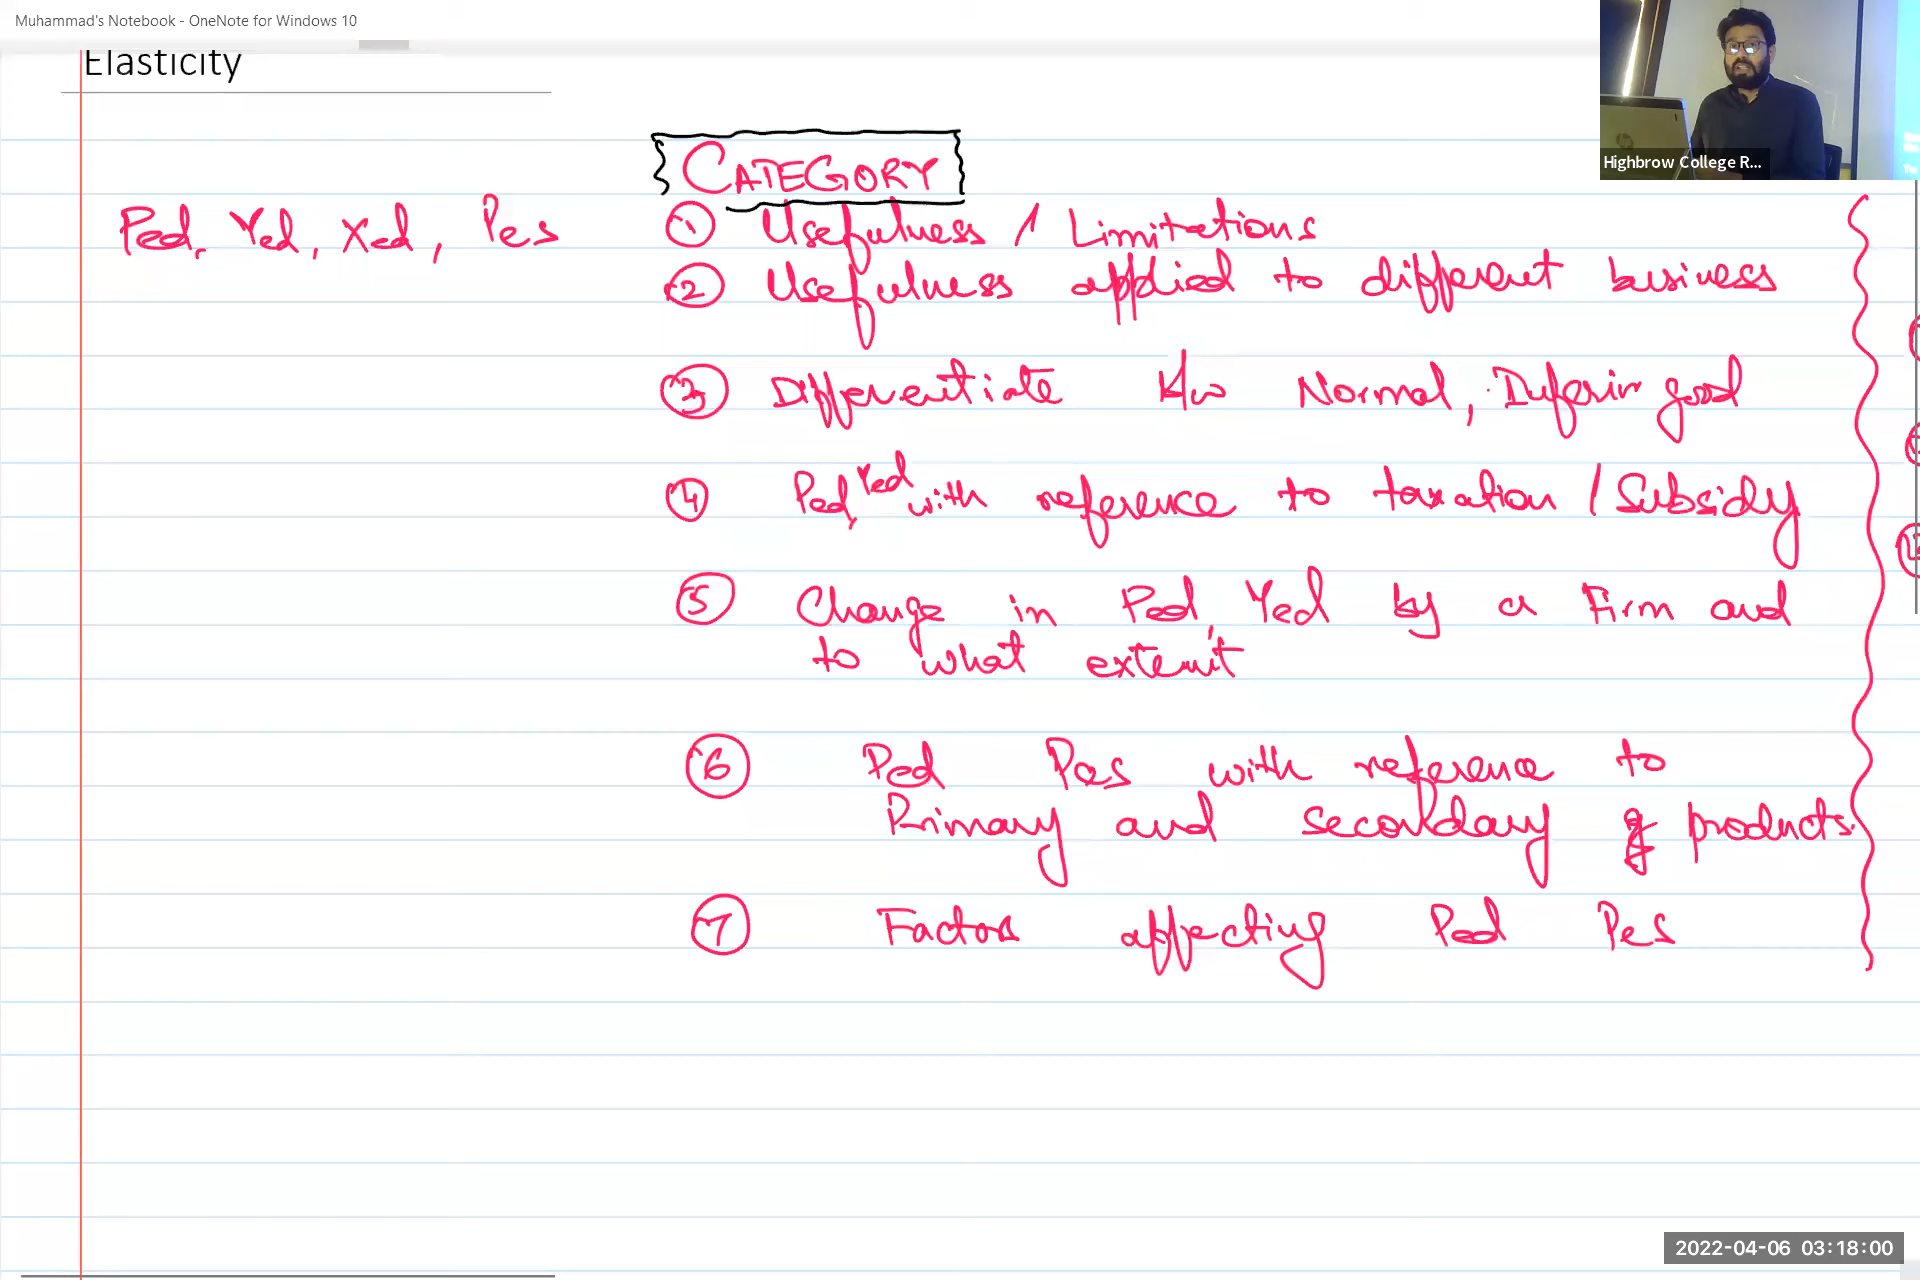 Muhammad's Notebook - OneNote for Windows 10
Elasticity
Highbrow College R...
CATEGORY
Ped, Yed, Xed, Pes
① Usefulness / Limitations
② Usefulness applied to different business
③ Differentiate b/w Normal, Inferior good
④ Ped, Yed with reference to taxation / Subsidy
⑤ Change in Ped, Yed by a Firm and
to what extent
⑥ Ped Pes with reference to
Primary and secondary products.
⑦ Factors affecting Ped Pes
2022-04-06 03:18:00